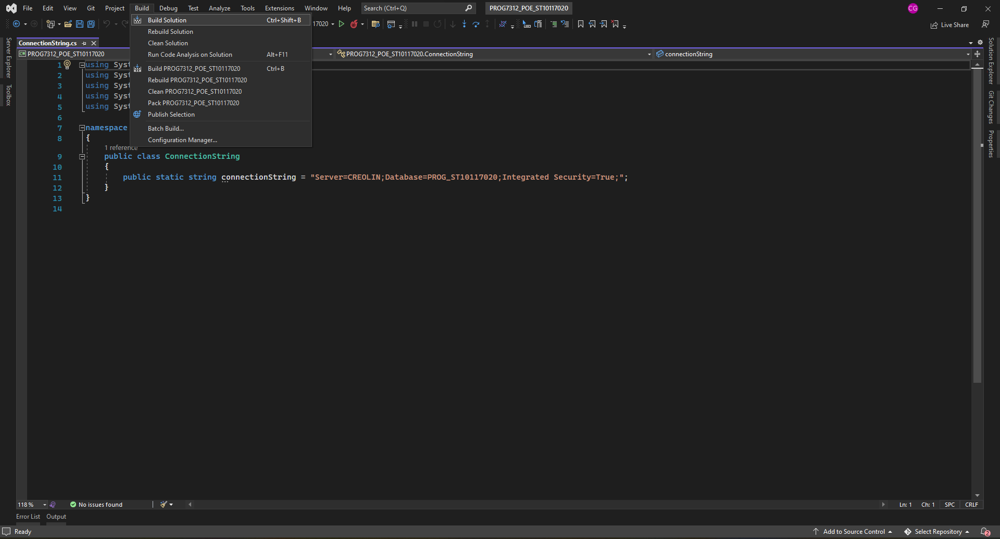 File Edit View Git Project Build Debug Test Analyze Tools Extensions Window Help Search (Ctrl+Q) PROG7312_POE_ST10117020 CG
Build Solution Ctrl+Shift+B
17020
Live Share
Rebuild Solution
Clean Solution
Run Code Analysis on Solution Alt+F11
Build PROG7312_POE_ST10117020 Ctrl+B
Rebuild PROG7312_POE_ST10117020
Clean PROG7312_POE_ST10117020
Pack PROG7312_POE_ST10117020
Publish Selection
Batch Build...
Configuration Manager...
Server Explorer
Toolbox
ConnectionString.cs
PROG7312_POE_ST10117020 PROG7312_POE_ST10117020.ConnectionString connectionString
1 using Syst
2 using Syst
3 using Syst
4 using Syst
5 using Syst
6
7 namespace
8 {
1 reference
9 public class ConnectionString
10 {
11 public static string connectionString = "Server=CREOLIN;Database=PROG_ST10117020;Integrated Security=True;";
12 }
13 }
14
Solution Explorer
Git Changes
Properties
118 % No issues found Ln: 1 Ch: 1 SPC CRLF
Error List Output
Ready Add to Source Control Select Repository 2